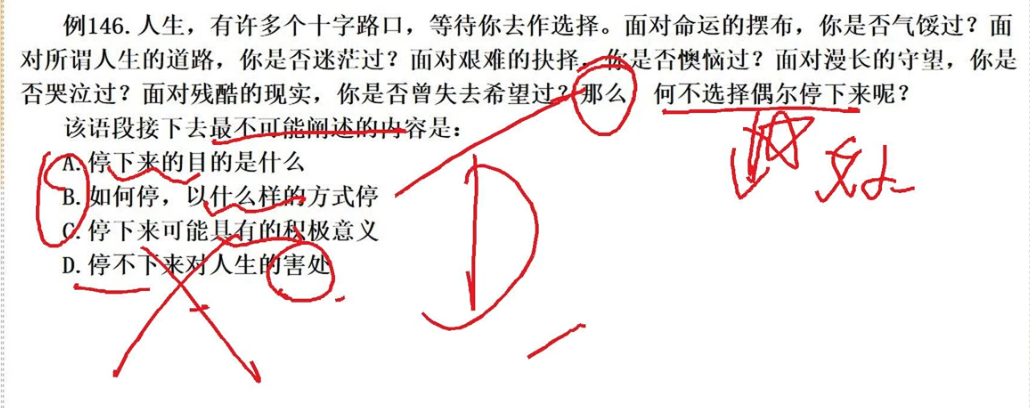 例146.人生，有许多个十字路口，等待你去作选择。面对命运的摆布，你是否气馁过？面
对所谓人生的道路，你是否迷茫过？面对艰难的抉择，你是否懊恼过？面对漫长的守望，你是
否哭泣过？面对残酷的现实，你是否曾失去希望过？那么 何不选择偶尔停下来呢？
该语段接下去最不可能阐述的内容是：
A.停下来的目的是什么
B.如何停，以什么样的方式停
C.停下来可能具有的积极意义
D.停不下来对人生的害处
D